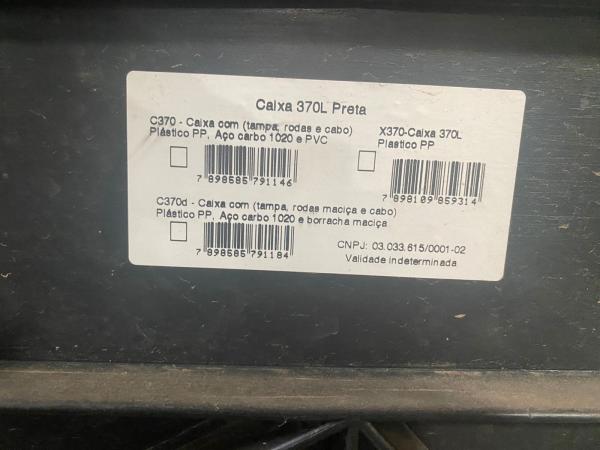 Caixa 370L Preta
C370 - Caixa com (tampa, rodas e cabo)
Plástico PP, Aço carbo 1020 e PVC
7 898585 791146
X370-Caixa 370L
Plastico PP
7 898109 859314
C370d - Caixa com (tampa, rodas maciça e cabo)
Plástico PP, Aço carbo 1020 e borracha maciça
7 898585 791184
CNPJ: 03.033.615/0001-02
Validade indeterminada